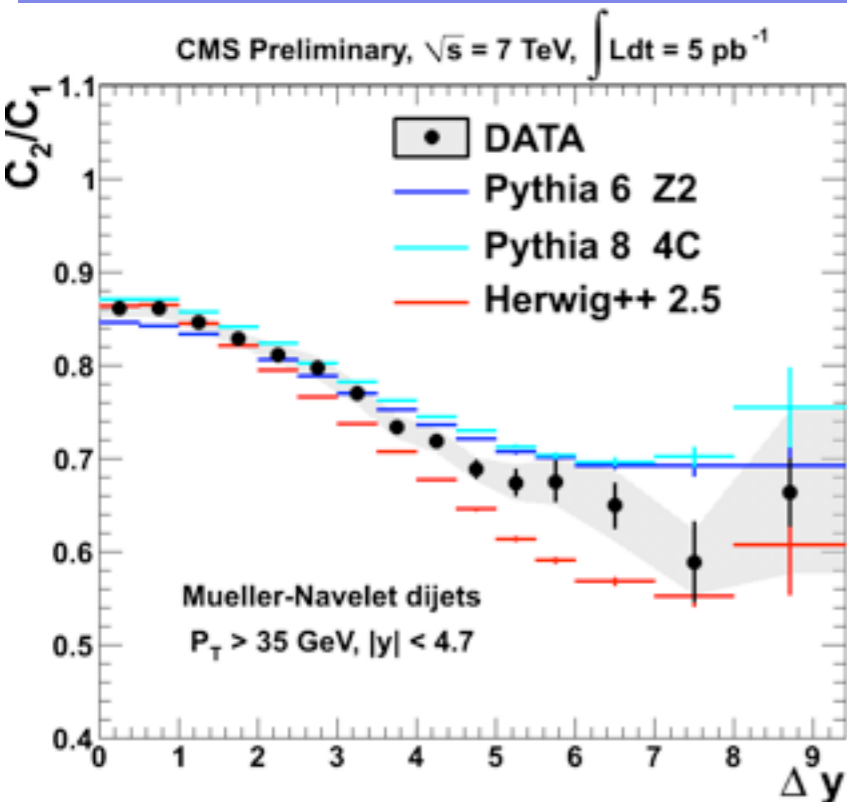 CMS Preliminary, √s = 7 TeV, ∫Ldt = 5 pb⁻¹
C₂/C₁
1.1
1
0.9
0.8
0.7
0.6
0.5
0.4
DATA
Pythia 6 Z2
Pythia 8 4C
Herwig++ 2.5
Mueller-Navelet dijets
P_T > 35 GeV, |y| < 4.7
0 1 2 3 4 5 6 7 8 9
Δ y